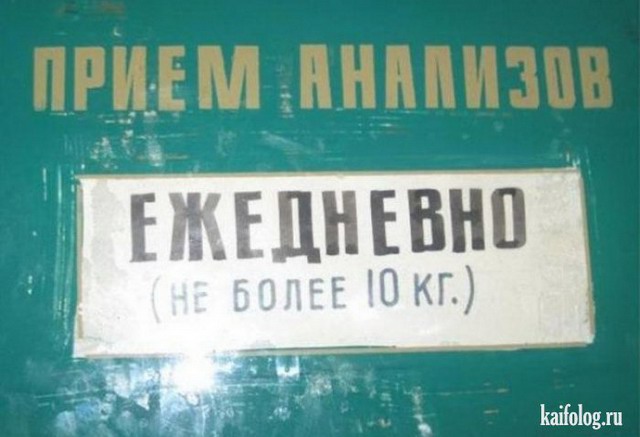 ПРИЕМ АНАЛИЗОВ
ЕЖЕДНЕВНО
(НЕ БОЛЕЕ 10 КГ.)
kaifolog.ru